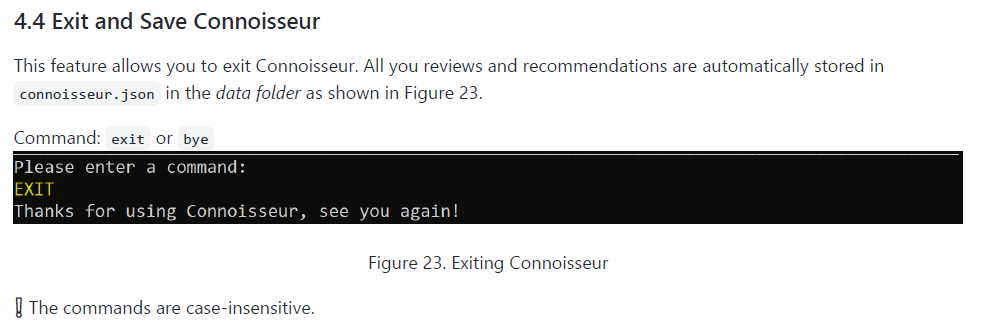 4.4 Exit and Save Connoisseur
This feature allows you to exit Connoisseur. All you reviews and recommendations are automatically stored in
connoisseur.json in the data folder as shown in Figure 23.
Command: exit or bye
Please enter a command:
EXIT
Thanks for using Connoisseur, see you again!
Figure 23. Exiting Connoisseur
❕ The commands are case-insensitive.